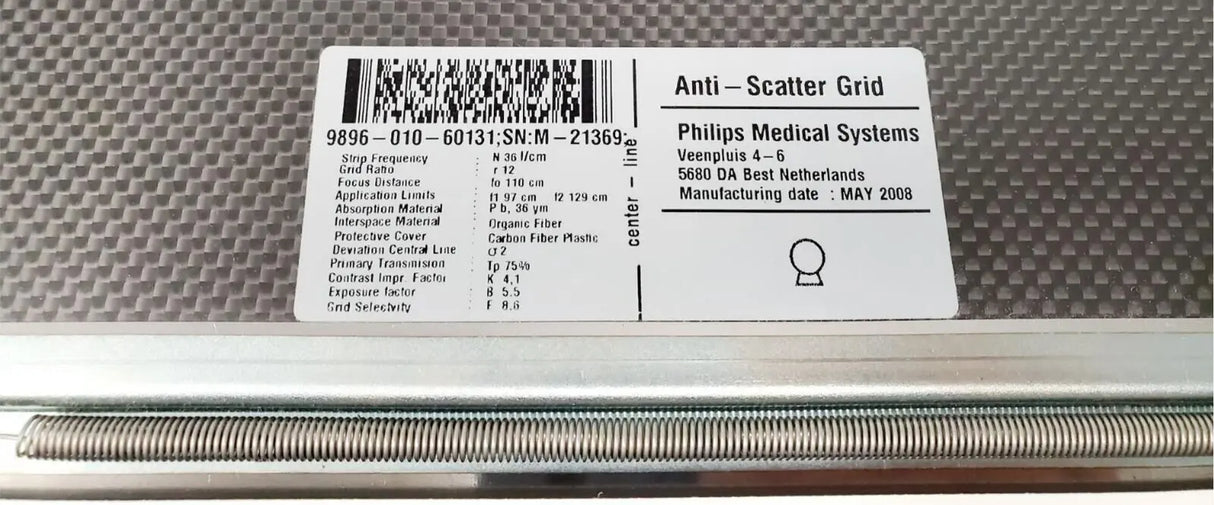 9896-010-60131;SN:M-21369;
Strip Frequency : N 36 l/cm
Grid Ratio : r 12
Focus Distance : fo 110 cm
Application Limits : f1 97 cm f2 129 cm
Absorption Material : Pb, 36 ym
Interspace Material : Organic Fiber
Protective Cover : Carbon Fiber Plastic
Deviation Central Line : σ 2
Primary Transmision : Tp 75%
Contrast Impr. Factor : K 4,1
Exposure factor : B 5.5
Grid Selectvity : F 8,6
center - line
Anti-Scatter Grid
Philips Medical Systems
Veenpluis 4-6
5680 DA Best Netherlands
Manufacturing date : MAY 2008